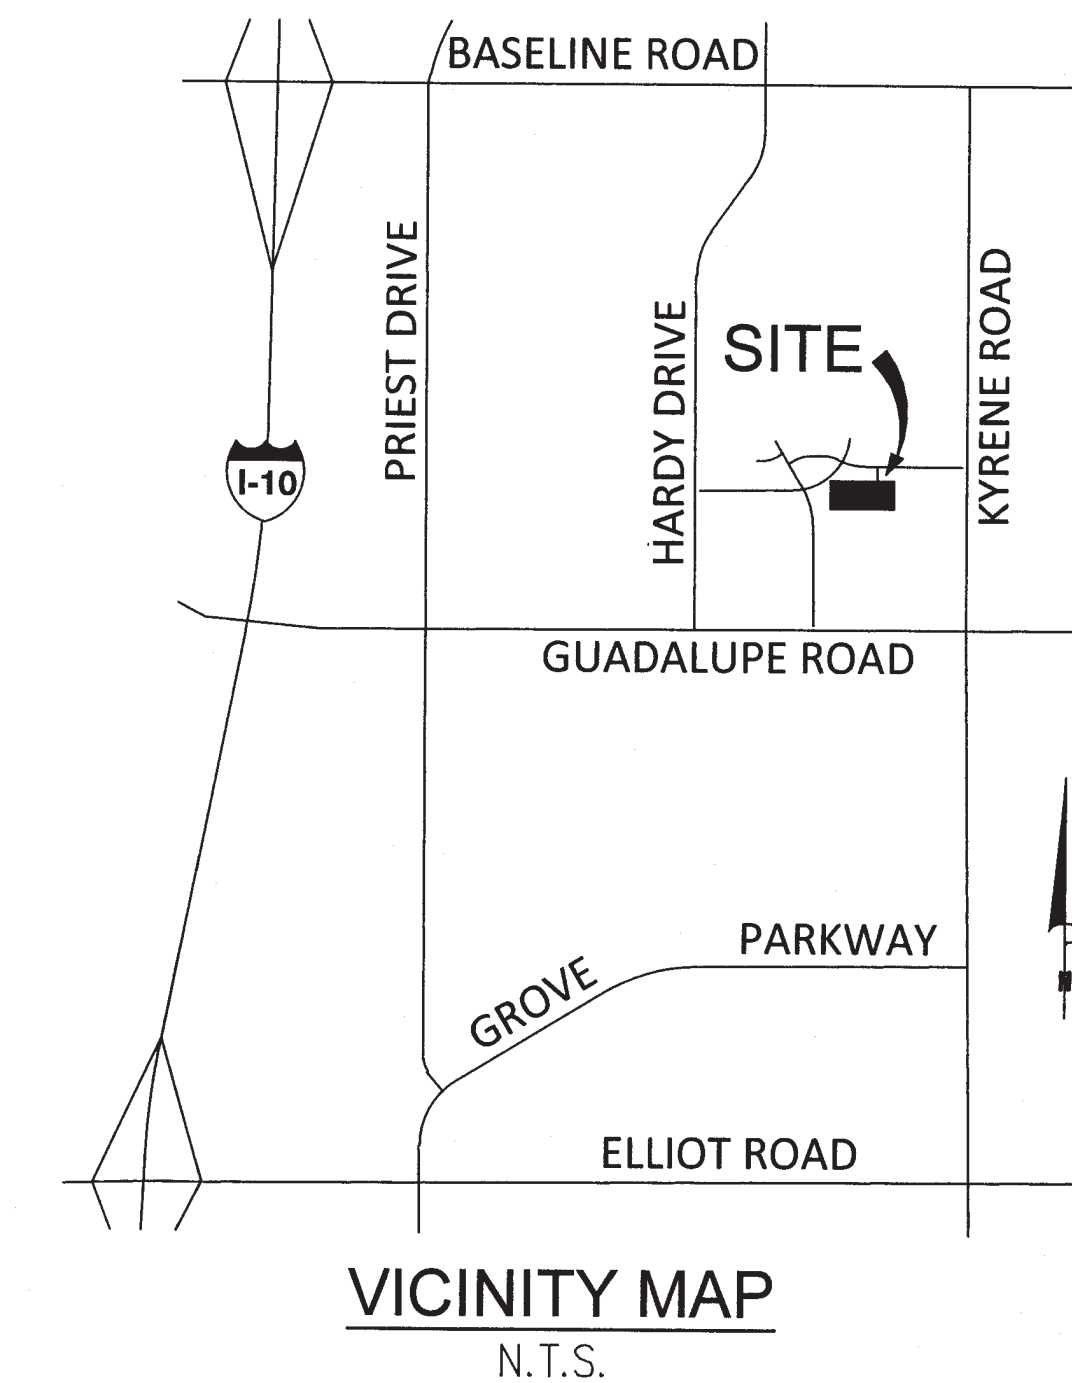 BASELINE ROAD
PRIEST DRIVE
HARDY DRIVE
SITE
KYRENE ROAD
I-10
GUADALUPE ROAD
GROVE PARKWAY
ELLIOT ROAD
VICINITY MAP
N.T.S.